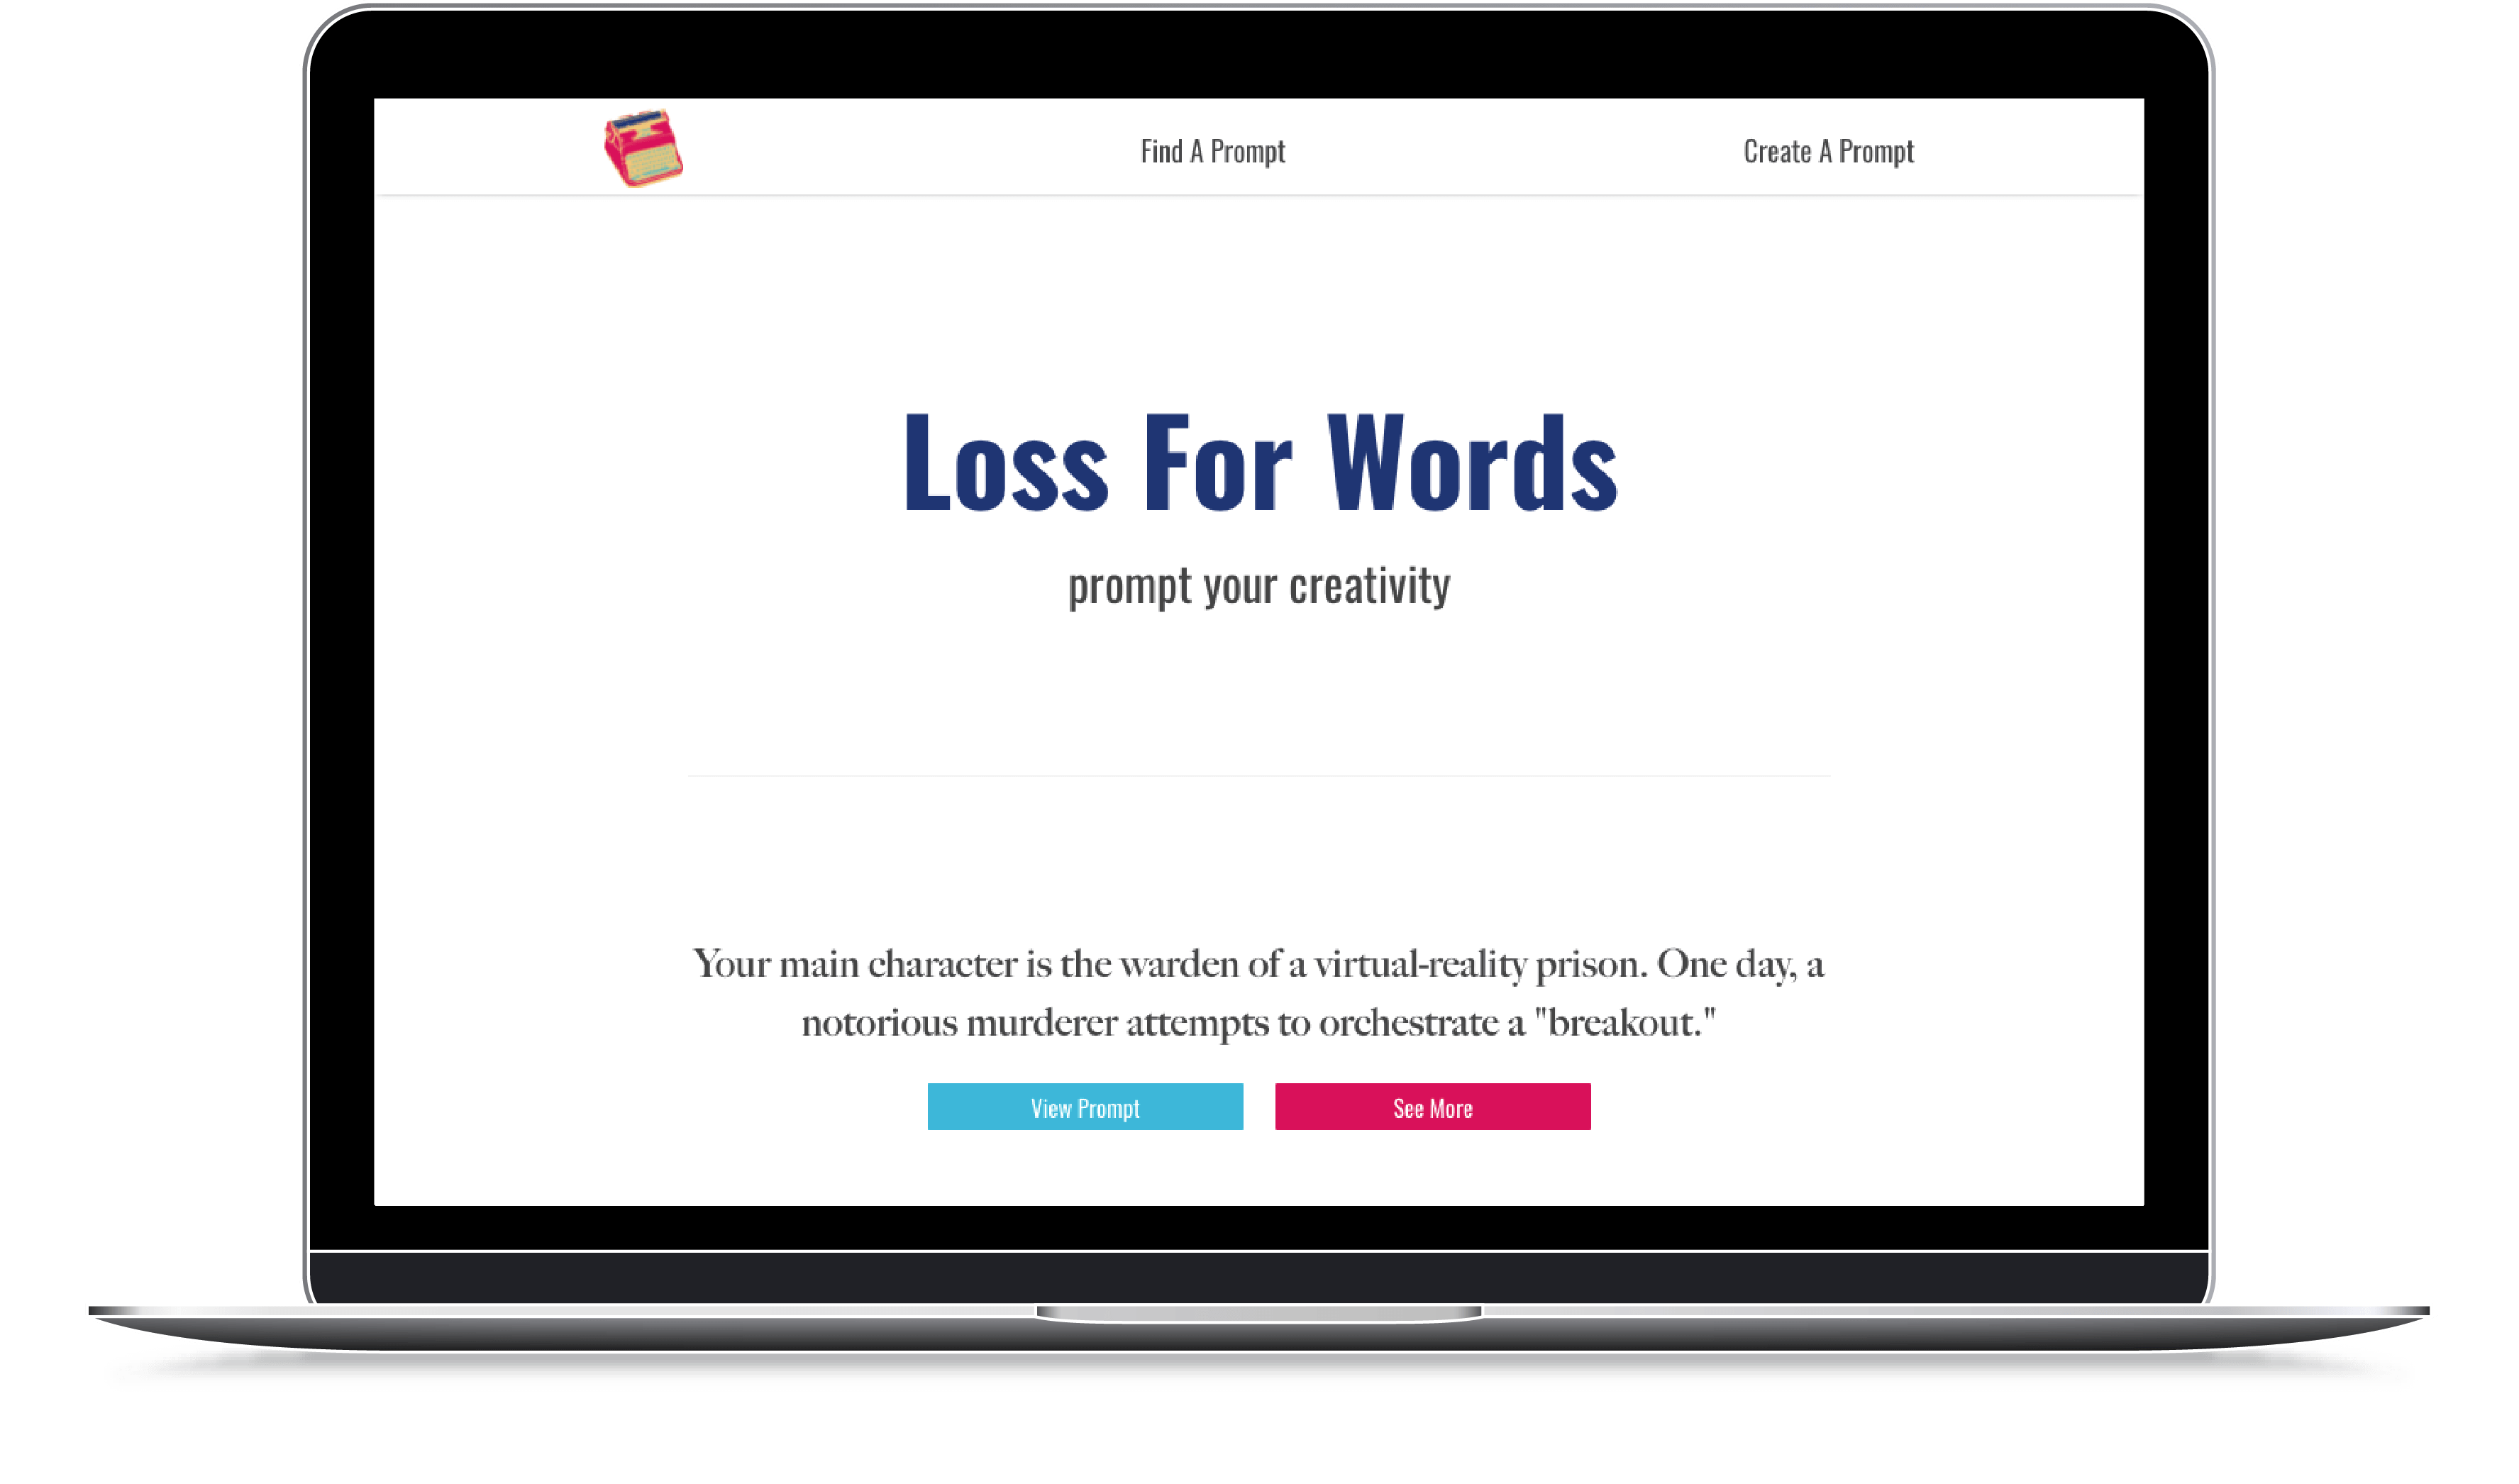 Find A Prompt
Create A Prompt
Loss For Words
prompt your creativity
Your main character is the warden of a virtual-reality prison. One day, a
notorious murderer attempts to orchestrate a "breakout."
View Prompt
See More